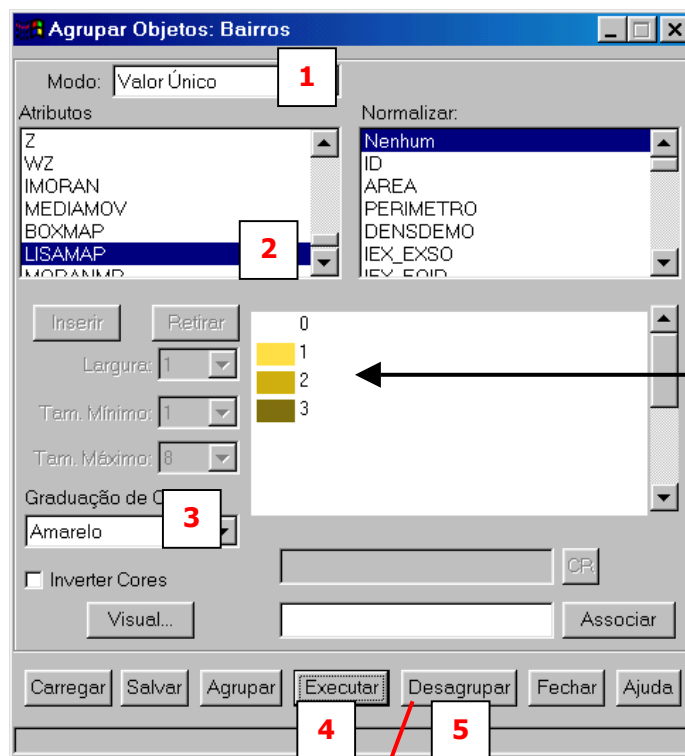 Agrupar Objetos: Bairros
Modo: Valor Único 1
Atributos
Normalizar:
Z
WZ
IMORAN
MEDIAMOV
BOXMAP
LISAMAP
MORANMP
2
Nenhum
ID
AREA
PERIMETRO
DENSDEMO
IEX_EXSO
IEX_EQID
Inserir Retirar
Largura: 1
Tam. Mínimo: 1
Tam. Máximo: 8
0
1
2
3
Graduação de C
Amarelo 3
Inverter Cores
CR
Visual... Associar
Carregar Salvar Agrupar Executar Desagrupar Fechar Ajuda
4 5